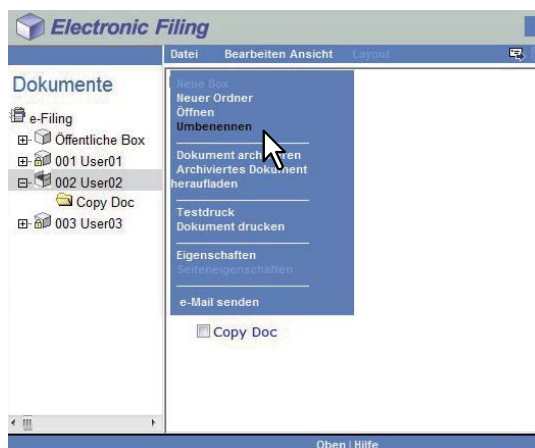 Electronic Filing
Datei Bearbeiten Ansicht Layout
Dokumente
e-Filing
Öffentliche Box
001 User01
002 User02
Copy Doc
003 User03
Neue Box
Neuer Ordner
Öffnen
Umbenennen
Dokument archivieren
Archiviertes Dokument
heraufladen
Testdruck
Dokument drucken
Eigenschaften
Seiteneigenschaften
e-Mail senden
Copy Doc
Oben | Hilfe